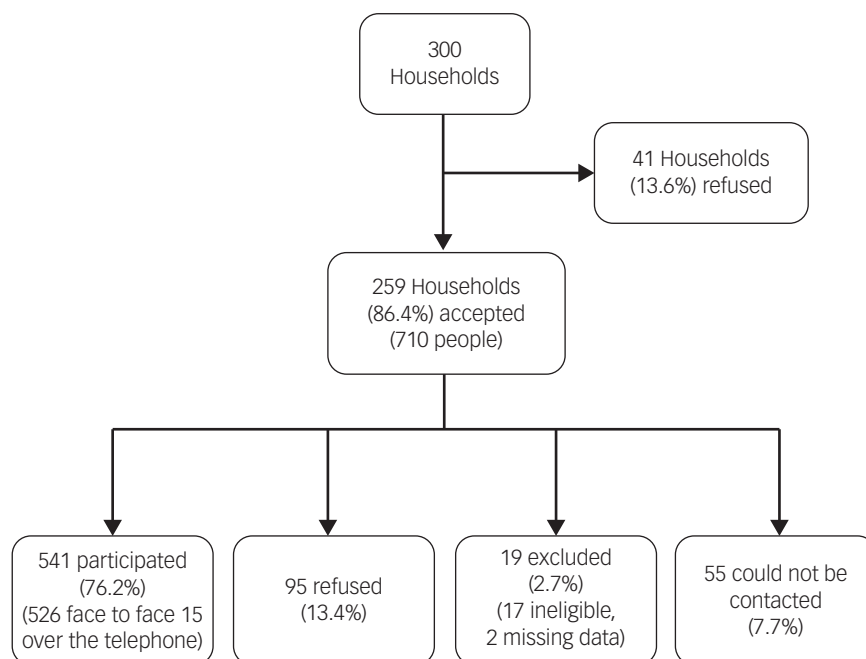 300
Households
41 Households
(13.6%) refused
259 Households
(86.4%) accepted
(710 people)
541 participated
(76.2%)
(526 face to face 15
over the telephone)
95 refused
(13.4%)
19 excluded
(2.7%)
(17 ineligible,
2 missing data)
55 could not be
contacted
(7.7%)